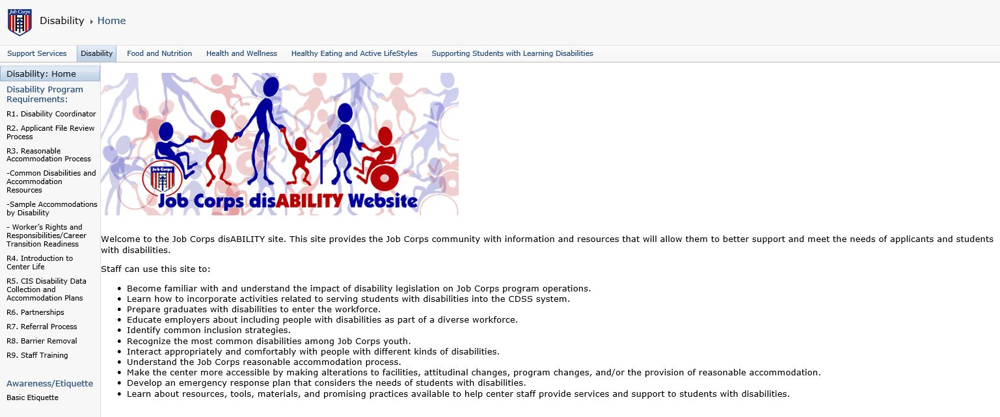 Job Corps
Disability ▸ Home
Support Services Disability Food and Nutrition Health and Wellness Healthy Eating and Active LifeStyles Supporting Students with Learning Disabilities
Disability: Home
Disability Program
Requirements:
R1. Disability Coordinator
R2. Applicant File Review
Process
R3. Reasonable
Accommodation Process
-Common Disabilities and
Accommodation
Resources
-Sample Accommodations
by Disability
- Worker’s Rights and
Responsibilities/Career
Transition Readiness
R4. Introduction to
Center Life
R5. CIS Disability Data
Collection and
Accommodation Plans
R6. Partnerships
R7. Referral Process
R8. Barrier Removal
R9. Staff Training
Awareness/Etiquette
Basic Etiquette
Job Corps
Job Corps disABILITY Website
Welcome to the Job Corps disABILITY site. This site provides the Job Corps community with information and resources that will allow them to better support and meet the needs of applicants and students
with disabilities.
Staff can use this site to:
• Become familiar with and understand the impact of disability legislation on Job Corps program operations.
• Learn how to incorporate activities related to serving students with disabilities into the CDSS system.
• Prepare graduates with disabilities to enter the workforce.
• Educate employers about including people with disabilities as part of a diverse workforce.
• Identify common inclusion strategies.
• Recognize the most common disabilities among Job Corps youth.
• Interact appropriately and comfortably with people with different kinds of disabilities.
• Understand the Job Corps reasonable accommodation process.
• Make the center more accessible by making alterations to facilities, attitudinal changes, program changes, and/or the provision of reasonable accommodation.
• Develop an emergency response plan that considers the needs of students with disabilities.
• Learn about resources, tools, materials, and promising practices available to help center staff provide services and support to students with disabilities.